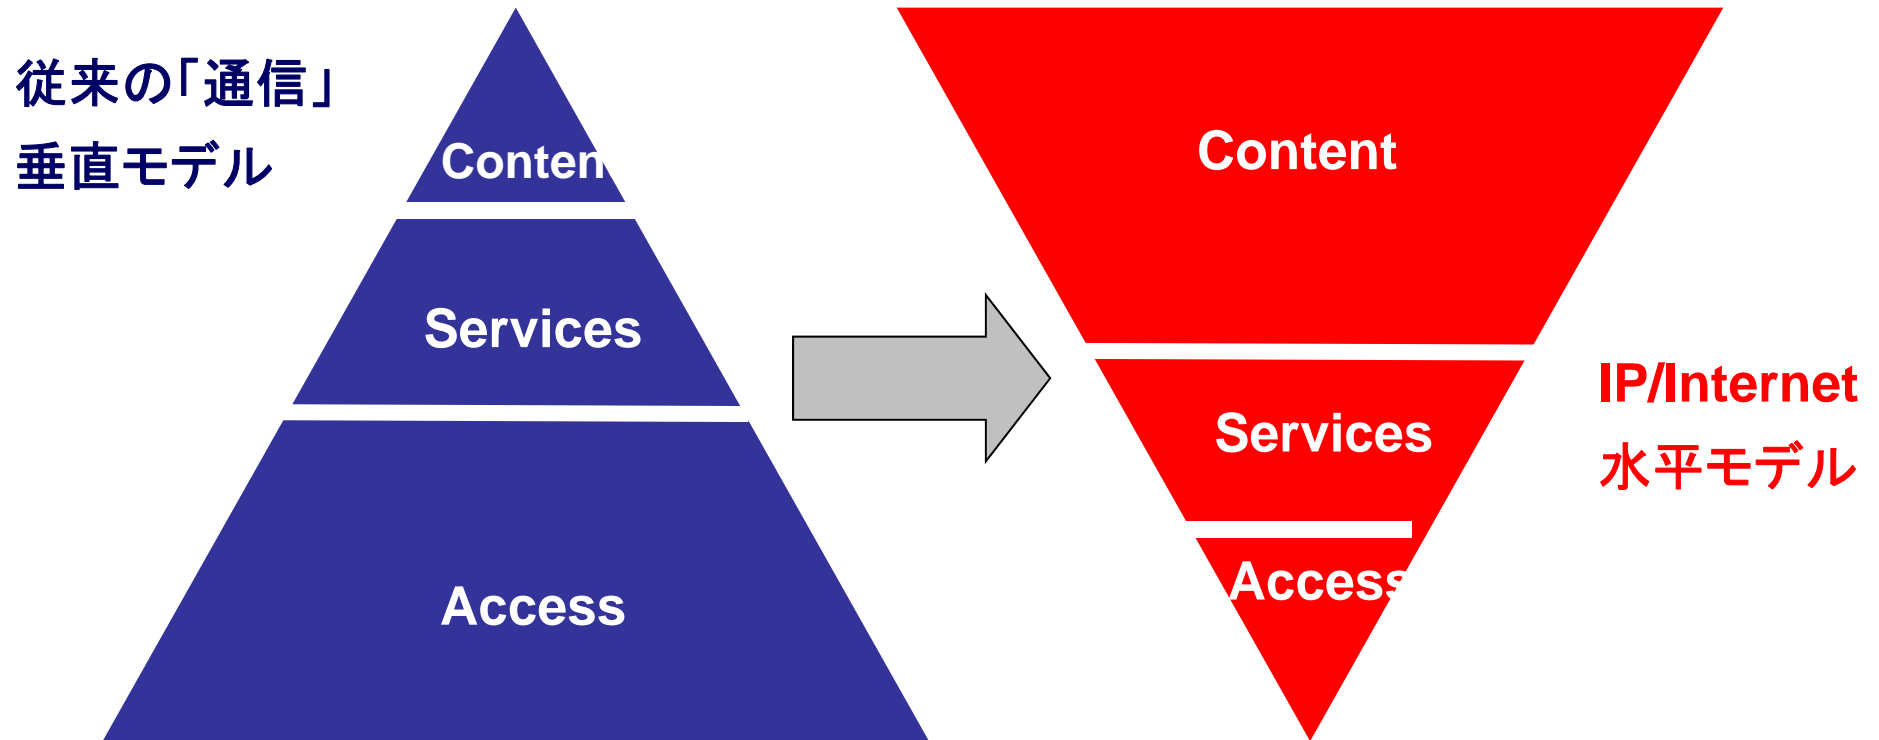 従来の「通信」
垂直モデル
Conten
Services
Access
Content
Services
Access
IP/Internet
水平モデル